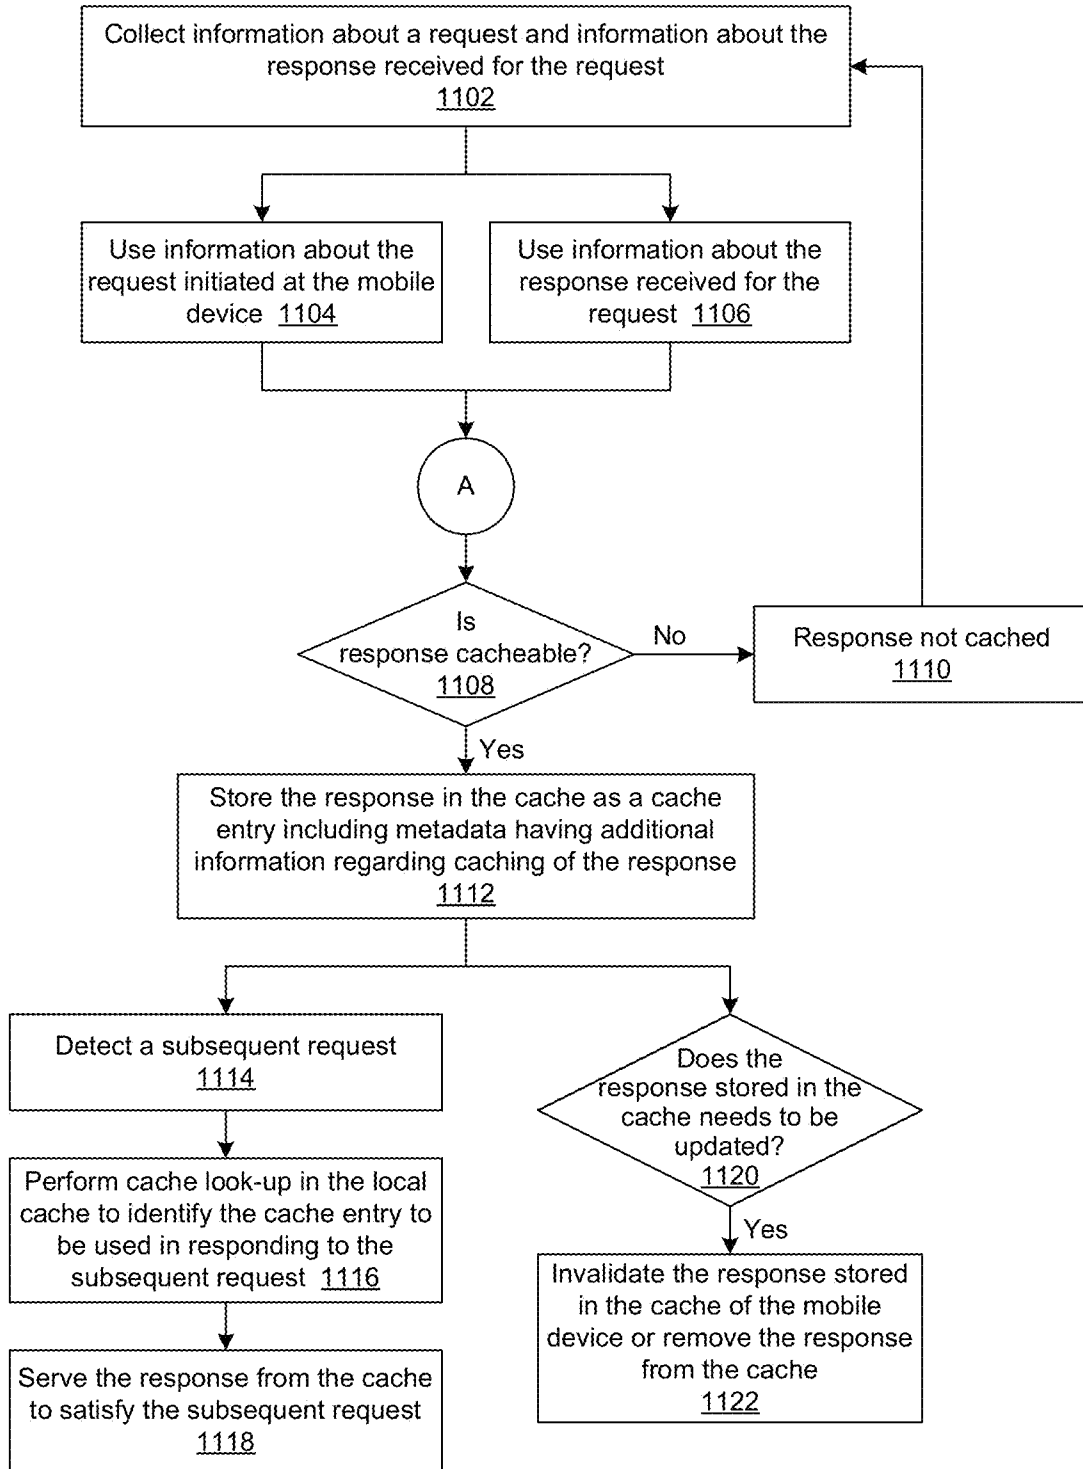 Collect information about a request and information about the
response received for the request
1102
Use information about the
request initiated at the mobile
device 1104
Use information about the
response received for the
request 1106
A
Is
response cacheable?
1108
No
Response not cached
1110
Yes
Store the response in the cache as a cache
entry including metadata having additional
information regarding caching of the response
1112
Detect a subsequent request
1114
Perform cache look-up in the local
cache to identify the cache entry to
be used in responding to the
subsequent request 1116
Serve the response from the cache
to satisfy the subsequent request
1118
Does the
response stored in the
cache needs to be
updated?
1120
Yes
Invalidate the response stored
in the cache of the mobile
device or remove the response
from the cache
1122